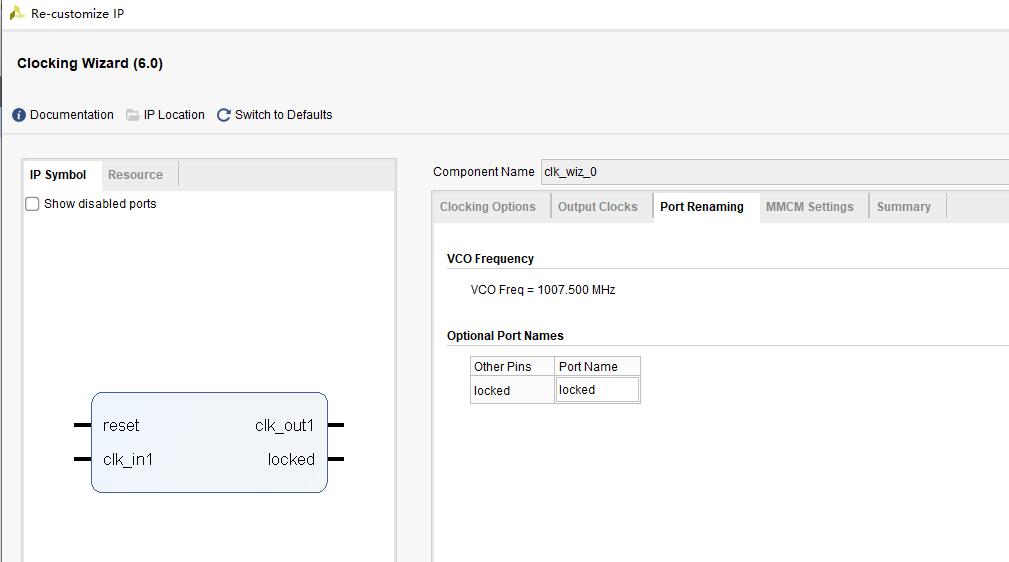 Re-customize IP
Clocking Wizard (6.0)
Documentation IP Location Switch to Defaults
IP Symbol Resource
Show disabled ports
reset clk_out1
clk_in1 locked
Component Name clk_wiz_0
Clocking Options Output Clocks Port Renaming MMCM Settings Summary
VCO Frequency
VCO Freq = 1007.500 MHz
Optional Port Names
Other Pins Port Name
locked locked